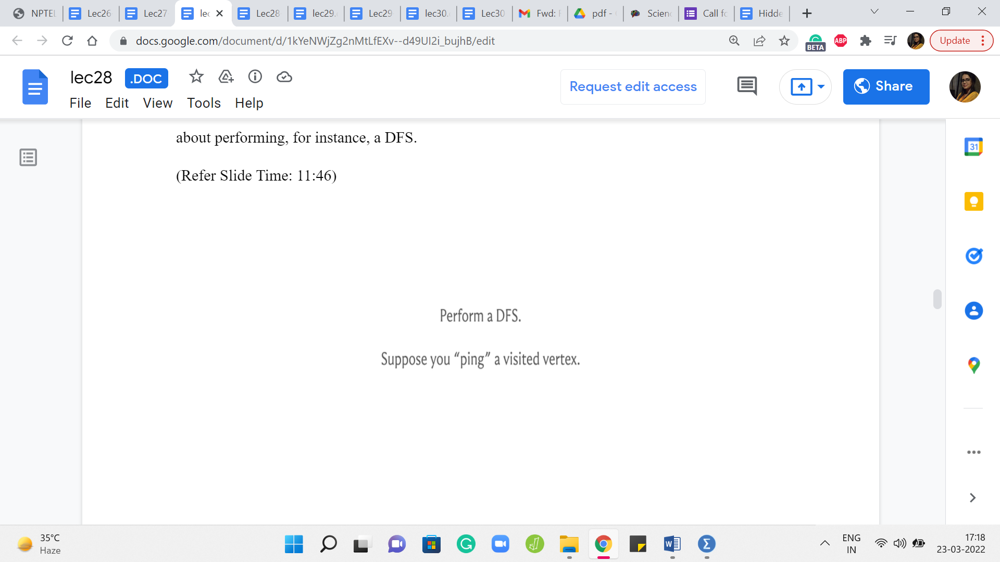 NPTEL
Lec26
Lec27
lec
Lec28
lec29.
Lec29
lec30.
Lec30
Fwd:
pdf -
Scienc
Call fo
Hidde
docs.google.com/document/d/1kYeNWjZg2nMtLfEXv--d49UI2i_bujhB/edit
BETA
ABP
Update
lec28
.DOC
Request edit access
Share
File Edit View Tools Help
31
about performing, for instance, a DFS.
(Refer Slide Time: 11:46)
Perform a DFS.
Suppose you “ping” a visited vertex.
35°C
Haze
ENG
IN
17:18
23-03-2022